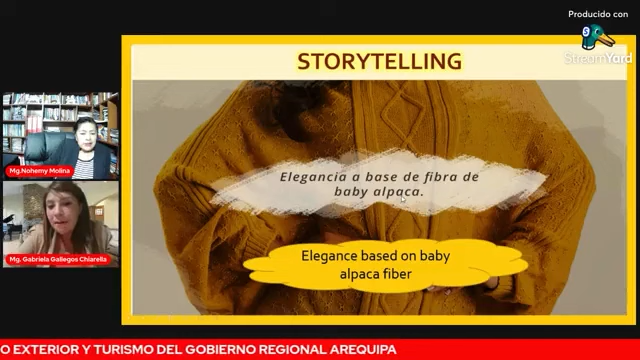 Producido con
StreamYard
STORYTELLING
Elegancia a base de fibra de
baby alpaca.
Elegance based on baby
alpaca fiber
Mg.Nohemy Molina
Mg. Gabriela Gallegos Chiarella
O EXTERIOR Y TURISMO DEL GOBIERNO REGIONAL AREQUIPA